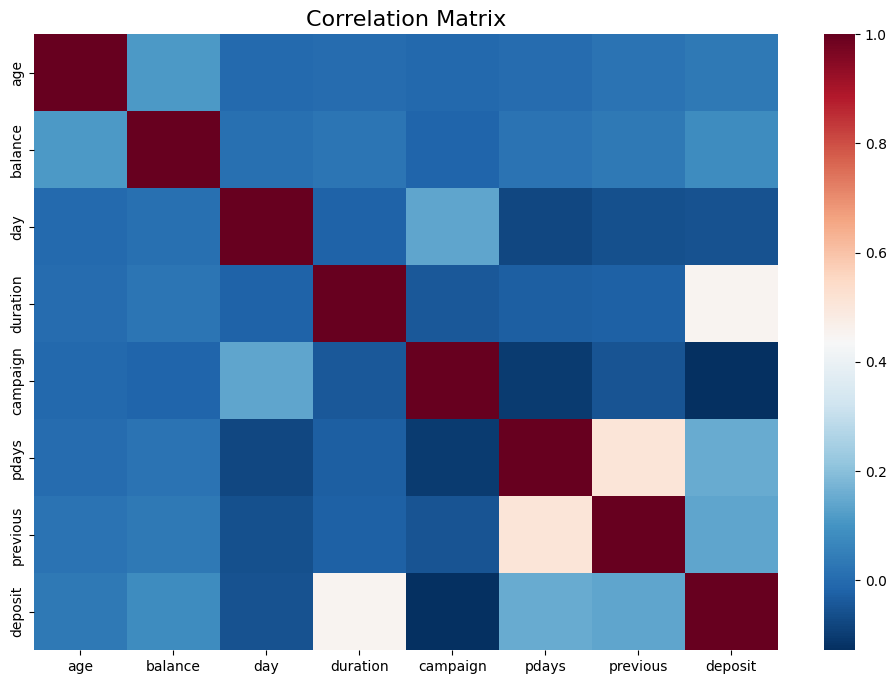 Correlation Matrix
age
balance
day
duration
campaign
pdays
previous
deposit
age balance day duration campaign pdays previous deposit
1.0
0.8
0.6
0.4
0.2
0.0